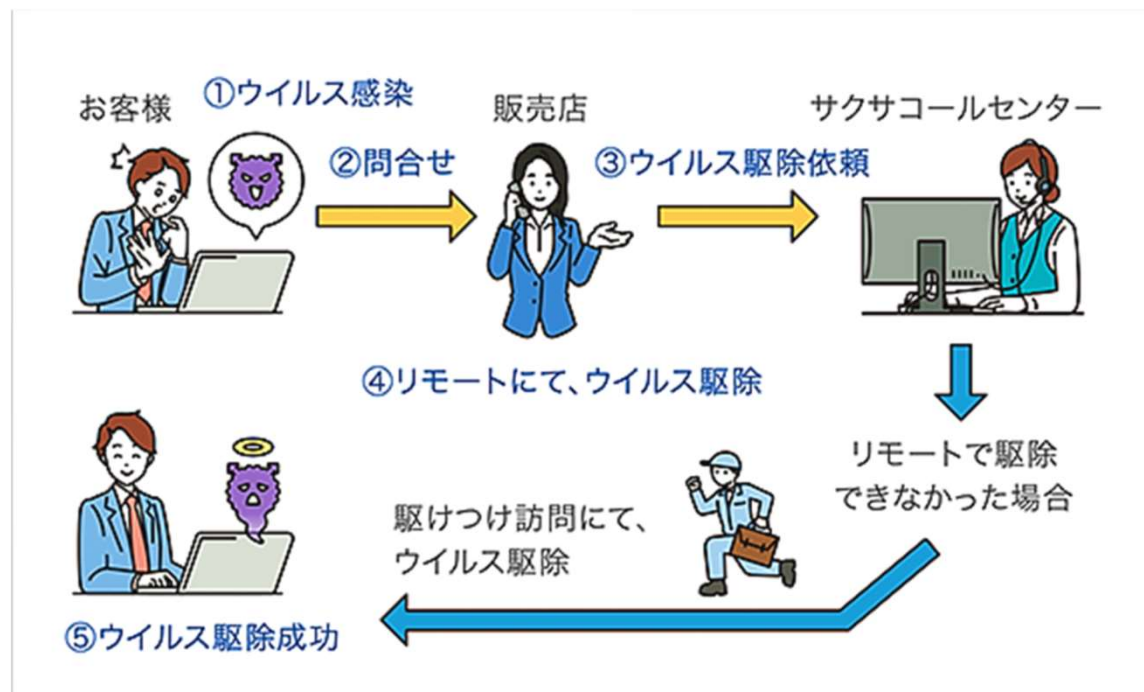 お客様
①ウイルス感染
②問合せ
販売店
③ウイルス駆除依頼
サクサコールセンター
④リモートにて、ウイルス駆除
リモートで駆除
できなかった場合
駆けつけ訪問にて、
ウイルス駆除
⑤ウイルス駆除成功